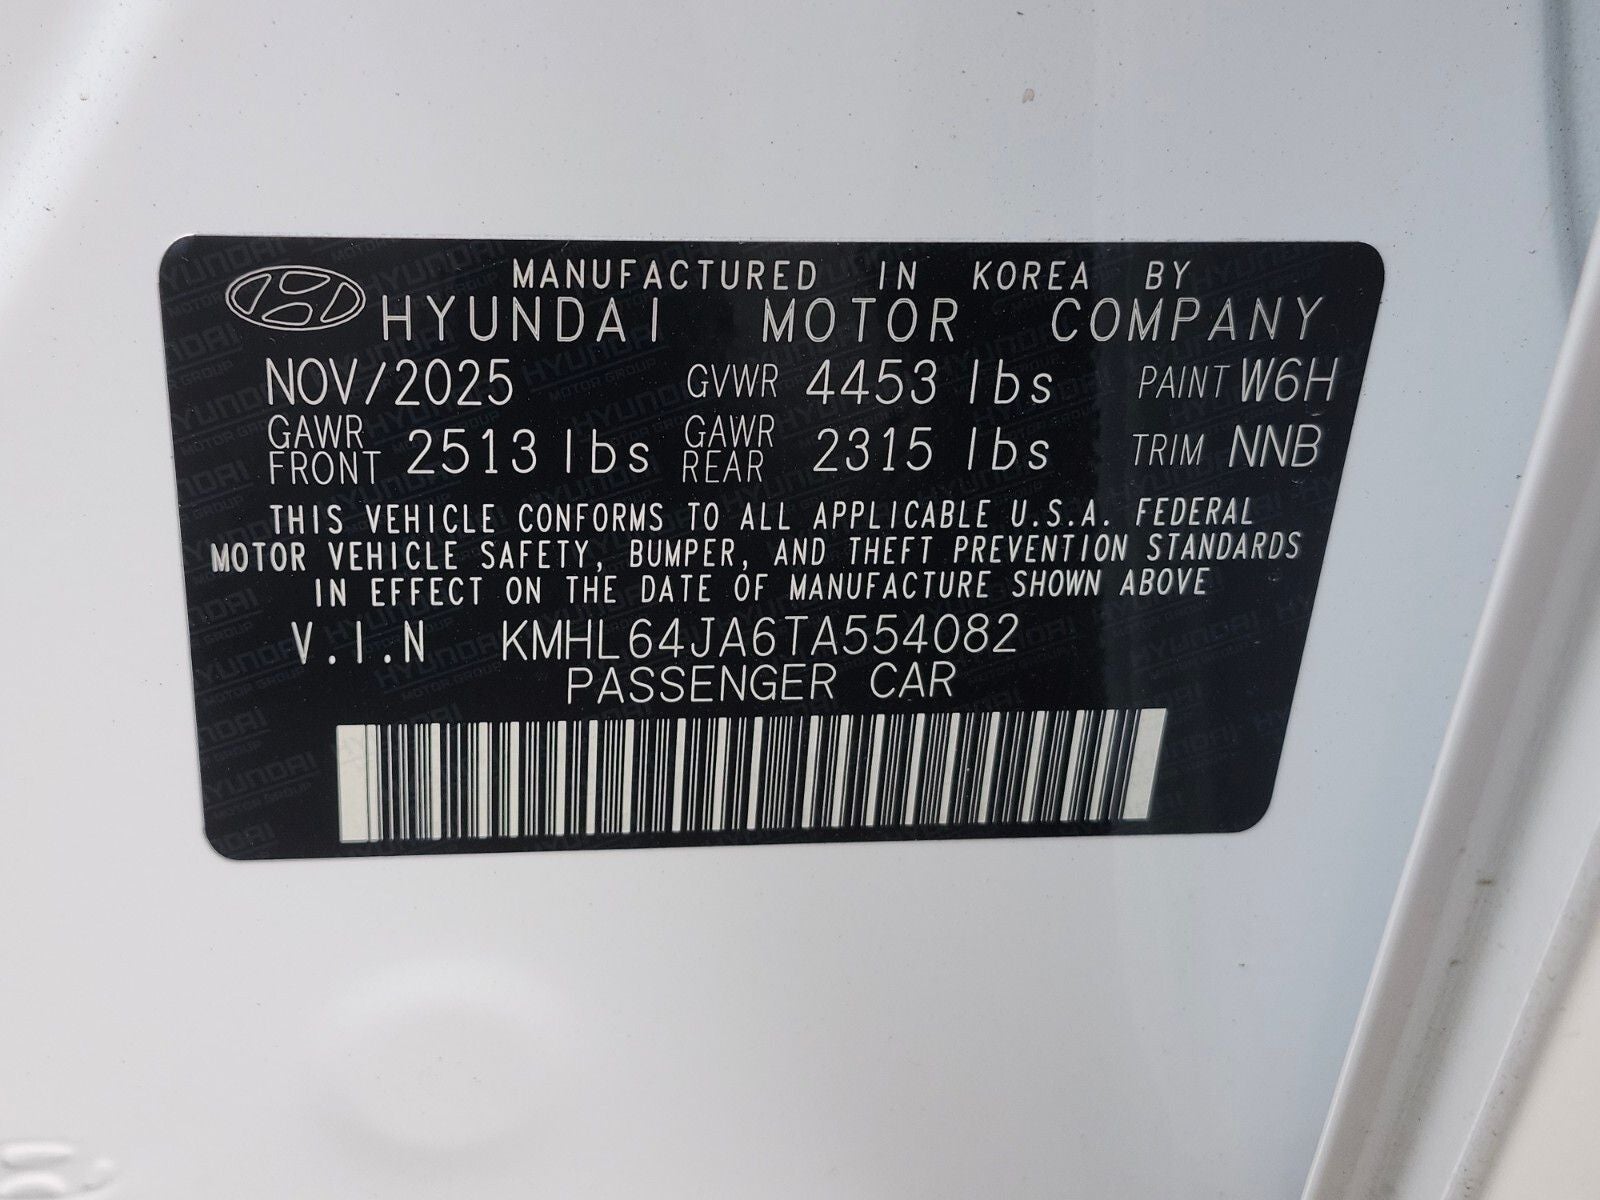 MANUFACTURED IN KOREA BY
HYUNDAI MOTOR COMPANY
NOV/2025 GVWR 4453 lbs PAINT W6H
GAWR FRONT 2513 lbs GAWR REAR 2315 lbs TRIM NNB
THIS VEHICLE CONFORMS TO ALL APPLICABLE U.S.A. FEDERAL
MOTOR VEHICLE SAFETY, BUMPER, AND THEFT PREVENTION STANDARDS
IN EFFECT ON THE DATE OF MANUFACTURE SHOWN ABOVE
V.I.N KMHL64JA6TA554082
PASSENGER CAR